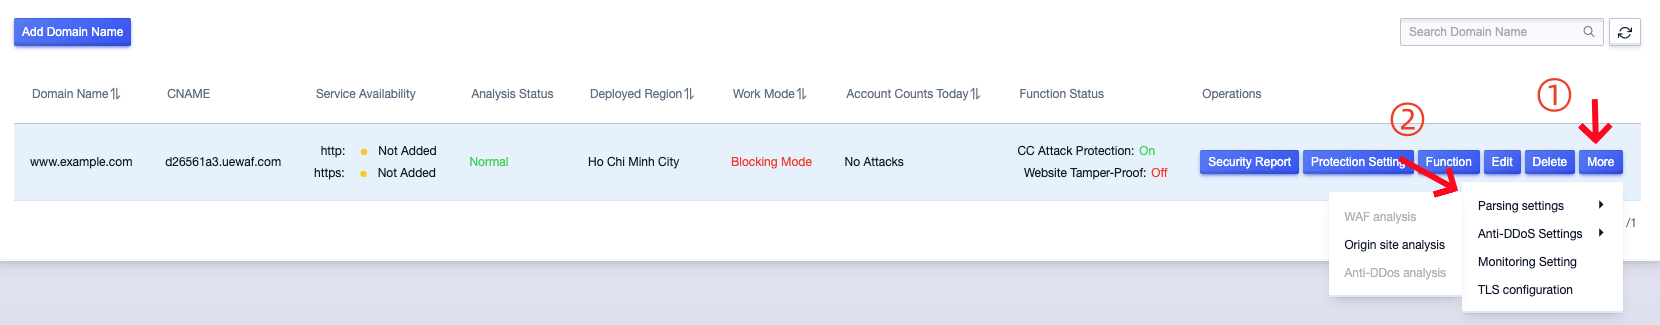 Add Domain Name
Search Domain Name
Domain Name CNAME Service Availability Analysis Status Deployed Region Work Mode Account Counts Today Function Status Operations
①
②
www.example.com d26561a3.uewaf.com http: Not Added Normal Ho Chi Minh City Blocking Mode No Attacks CC Attack Protection: On Security Report Protection Setting Function Edit Delete More
https: Not Added Website Tamper-Proof: Off
Parsing settings
WAF analysis
/1
Anti-DDoS Settings
Origin site analysis
Monitoring Setting
Anti-DDos analysis
TLS configuration